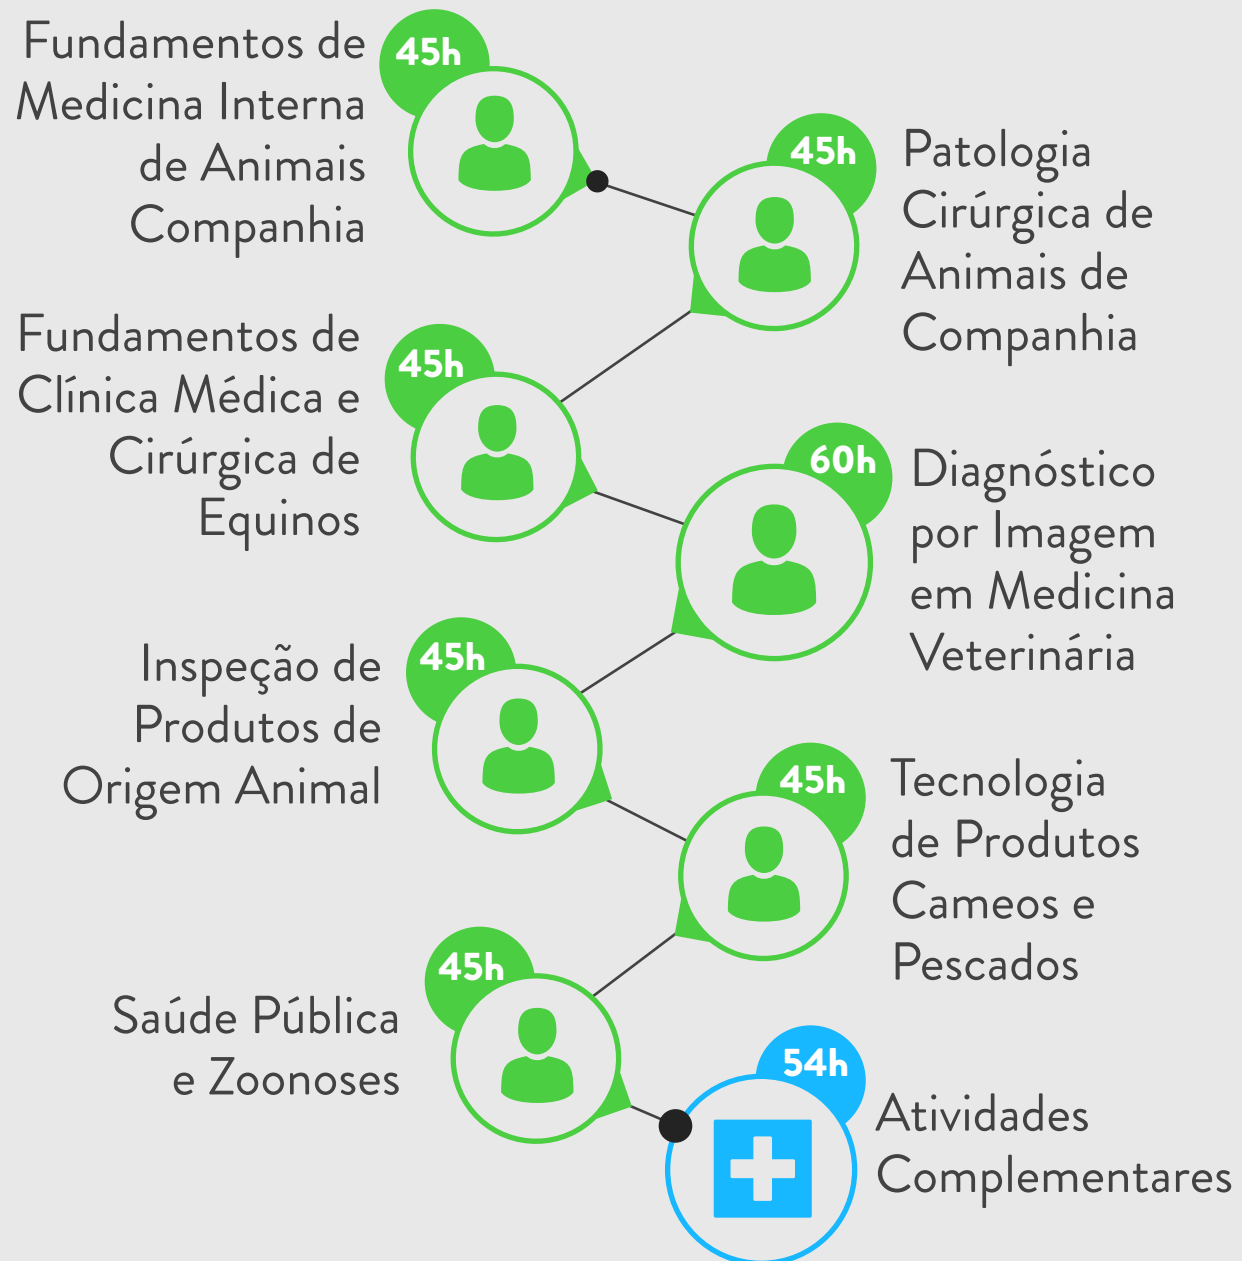 Fundamentos de
Medicina Interna
de Animais
Companhia
45h
45h
Patologia
Cirúrgica de
Animais de
Companhia
Fundamentos de
Clínica Médica e
Cirúrgica de
Equinos
45h
60h
Diagnóstico
por Imagem
em Medicina
Veterinária
Inspeção de
Produtos de
Origem Animal
45h
45h
Tecnologia
de Produtos
Cameos e
Pescados
45h
Saúde Pública
e Zoonoses
54h
Atividades
Complementares